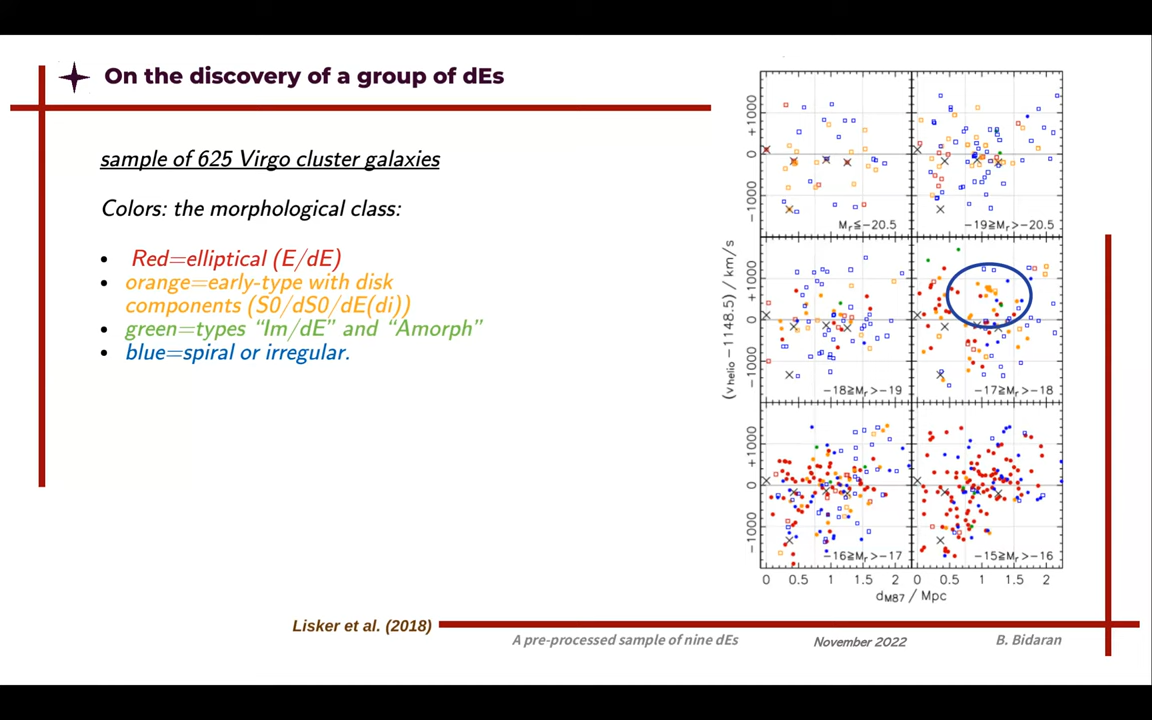 On the discovery of a group of dEs
sample of 625 Virgo cluster galaxies
Colors: the morphological class:
• Red=elliptical (E/dE)
• orange=early-type with disk
components (S0/dS0/dE(di))
• green=types “Im/dE” and “Amorph”
• blue=spiral or irregular.
(vhelio−1148.5) / km/s
+1000
0
−1000
Mr≤−20.5
−19≥Mr>−20.5
+1000
0
−1000
−18≥Mr>−19
−17≥Mr>−18
+1000
0
−1000
−16≥Mr>−17
−15≥Mr>−16
0 0.5 1 1.5 2 0 0.5 1 1.5 2
dM87 / Mpc
Lisker et al. (2018)
A pre-processed sample of nine dEs
November 2022
B. Bidaran